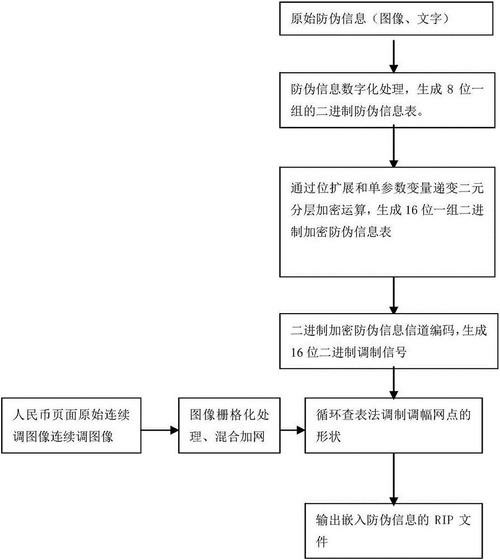 原始防伪信息（图像、文字）
防伪信息数字化处理，生成 8 位一
组的二进制防伪信息表。
通过位扩展和单参数变量递变二元
分层加密运算，生成 16 位一组二进
制加密防伪信息表
二进制加密防伪信息信道编码，生成
16 位二进制调制信号
人民币页面原始连续
调图像连续调图像
图像栅格化处
理、混合加网
循环查表法调制调幅网点的
形状
输出嵌入防伪信息的 RIP 文
件